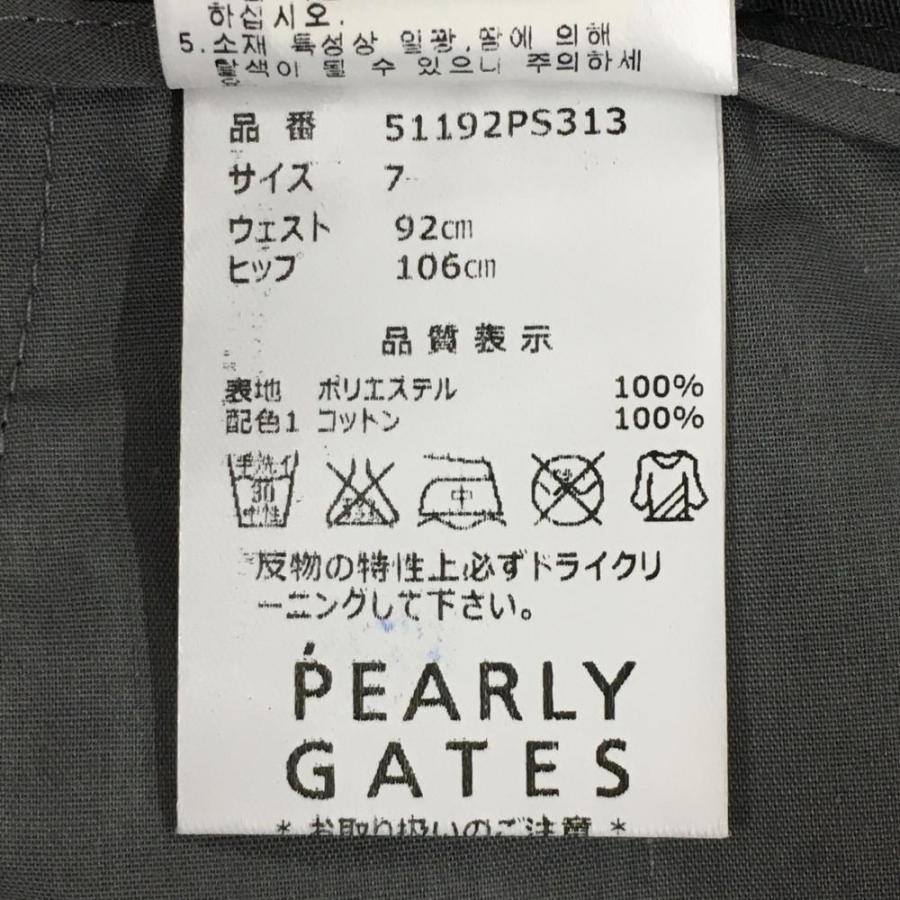 하십시오.
5.소재 특성상 일광,땀에 의해
탈색이 될 수 있으니 주의하세
品番 51192PS313
サイズ 7
ウェスト 92cm
ヒップ 106cm
品質表示
表地 ポリエステル 100%
配色1 コットン 100%
手洗イ
30
中性
中
反物の特性上必ずドライクリ
ーニングして下さい。
PEARLY
GATES
* お取り扱いのご注意 *